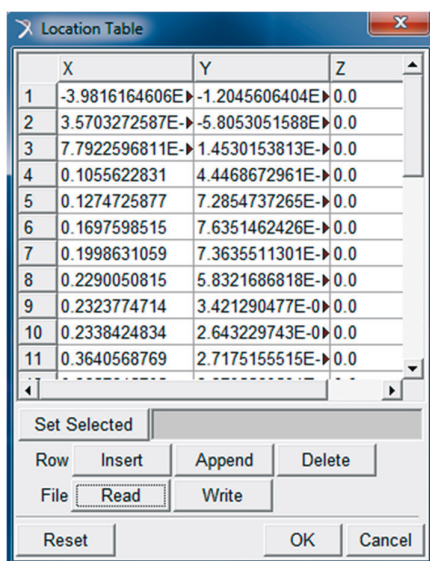 Location Table
X Y Z
1 -3.9816164606E -1.2045606404E 0.0
2 3.5703272587E- -5.8053051588E 0.0
3 7.7922596811E- 1.4530153813E- 0.0
4 0.1055622831 4.4468672961E- 0.0
5 0.1274725877 7.2854737265E- 0.0
6 0.1697598515 7.6351462426E- 0.0
7 0.1998631059 7.3635511301E- 0.0
8 0.2290050815 5.8321686818E- 0.0
9 0.2323774714 3.421290477E-0 0.0
10 0.2338424834 2.643229743E-0 0.0
11 0.3640568769 2.7175155515E- 0.0
Set Selected
Row Insert Append Delete
File Read Write
Reset OK Cancel